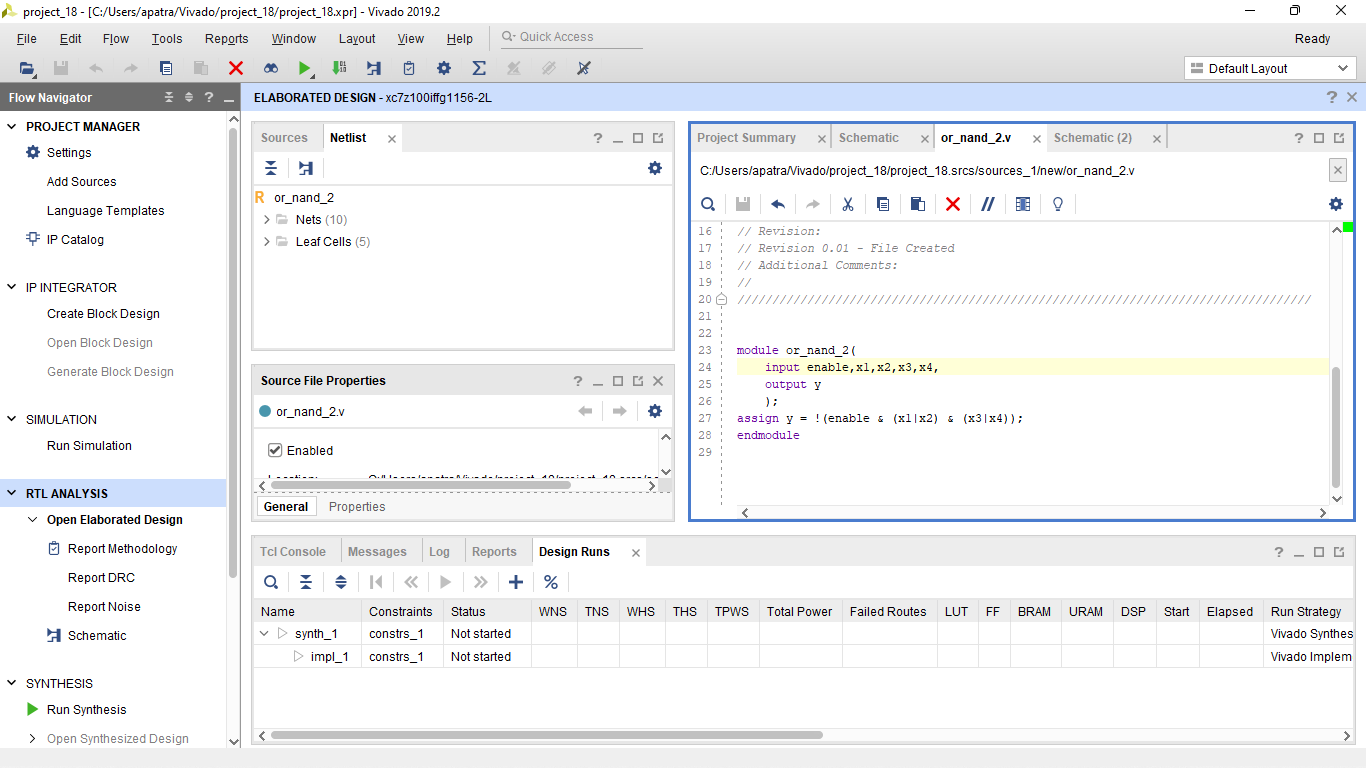 project_18 - [C:/Users/apatra/Vivado/project_18/project_18.xpr] - Vivado 2019.2
File Edit Flow Tools Reports Window Layout View Help Quick Access Ready
Default Layout
Flow Navigator
PROJECT MANAGER
Settings
Add Sources
Language Templates
IP Catalog
IP INTEGRATOR
Create Block Design
Open Block Design
Generate Block Design
SIMULATION
Run Simulation
RTL ANALYSIS
Open Elaborated Design
Report Methodology
Report DRC
Report Noise
Schematic
SYNTHESIS
Run Synthesis
Open Synthesized Design
ELABORATED DESIGN - xc7z100iffg1156-2L
Sources Netlist
or_nand_2
Nets (10)
Leaf Cells (5)
Source File Properties
or_nand_2.v
Enabled
General Properties
Project Summary Schematic or_nand_2.v Schematic (2)
C:/Users/apatra/Vivado/project_18/project_18.srcs/sources_1/new/or_nand_2.v
16 // Revision:
17 // Revision 0.01 - File Created
18 // Additional Comments:
19 //
20 //////////////////////////////////////////////////////////////////////////////////
21
22
23 module or_nand_2(
24 input enable,x1,x2,x3,x4,
25 output y
26 );
27 assign y = !(enable & (x1|x2) & (x3|x4));
28 endmodule
29
Tcl Console Messages Log Reports Design Runs
Name Constraints Status WNS TNS WHS THS TPWS Total Power Failed Routes LUT FF BRAM URAM DSP Start Elapsed Run Strategy
synth_1 constrs_1 Not started Vivado Synthes
impl_1 constrs_1 Not started Vivado Implem